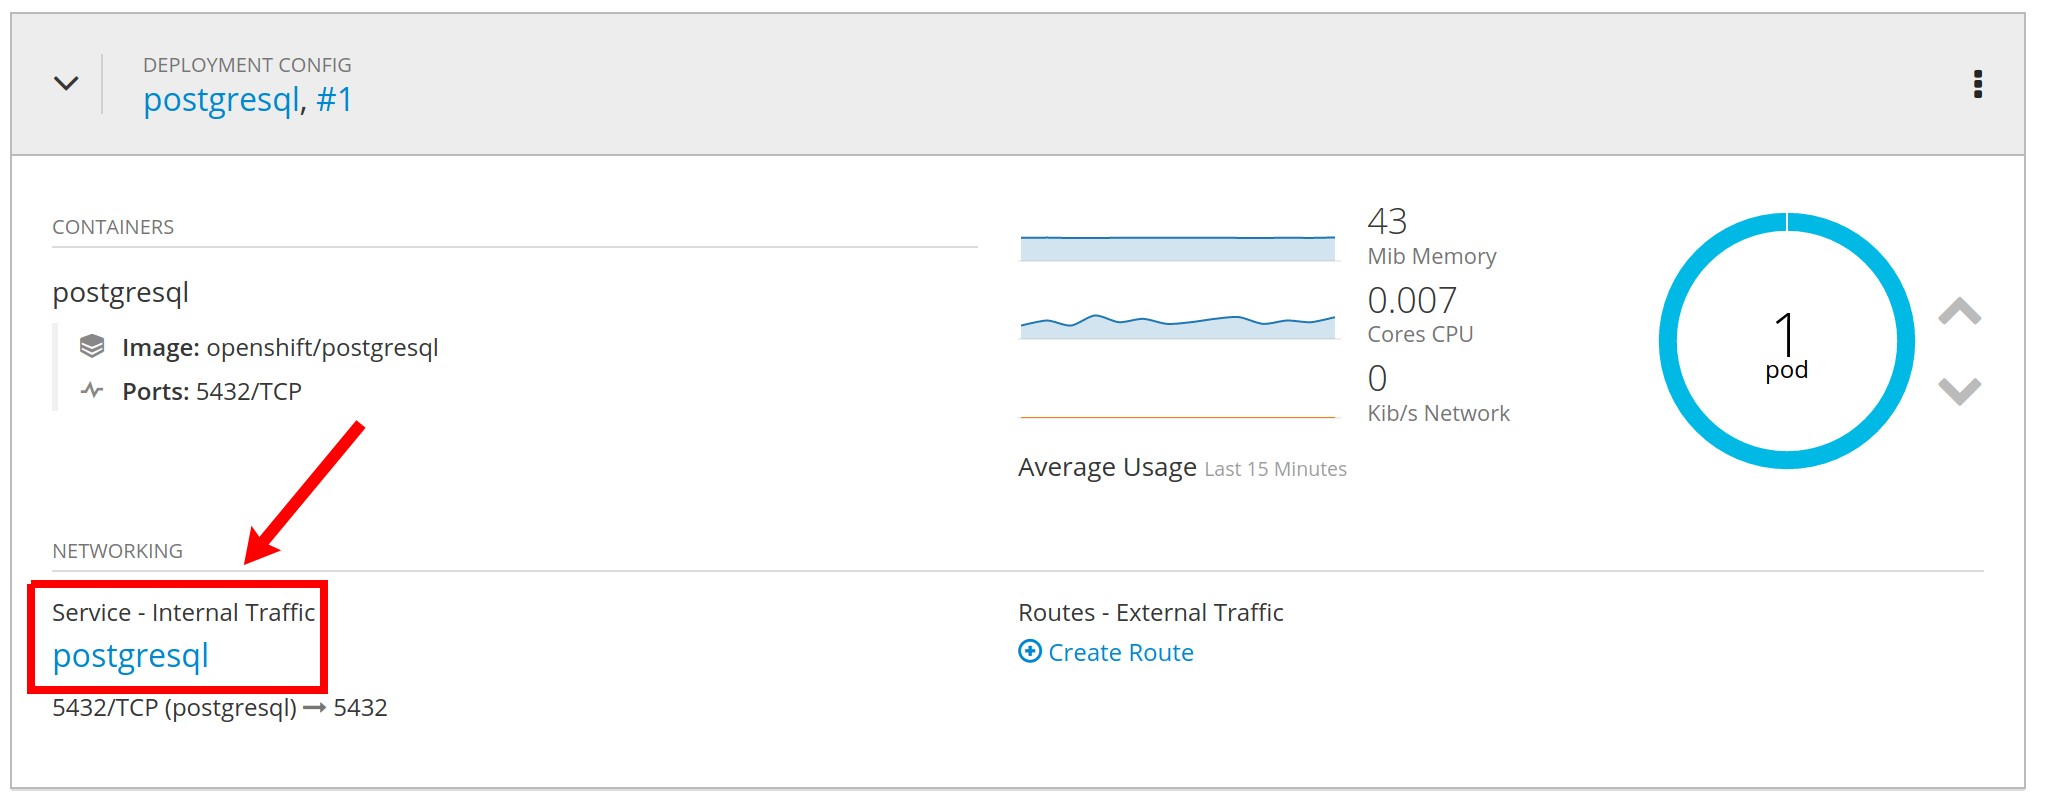 DEPLOYMENT CONFIG
postgresql, #1
CONTAINERS
postgresql
Image: openshift/postgresql
Ports: 5432/TCP
43
Mib Memory
0.007
Cores CPU
0
Kib/s Network
Average Usage Last 15 Minutes
1
pod
NETWORKING
Service - Internal Traffic
postgresql
5432/TCP (postgresql) → 5432
Routes - External Traffic
Create Route